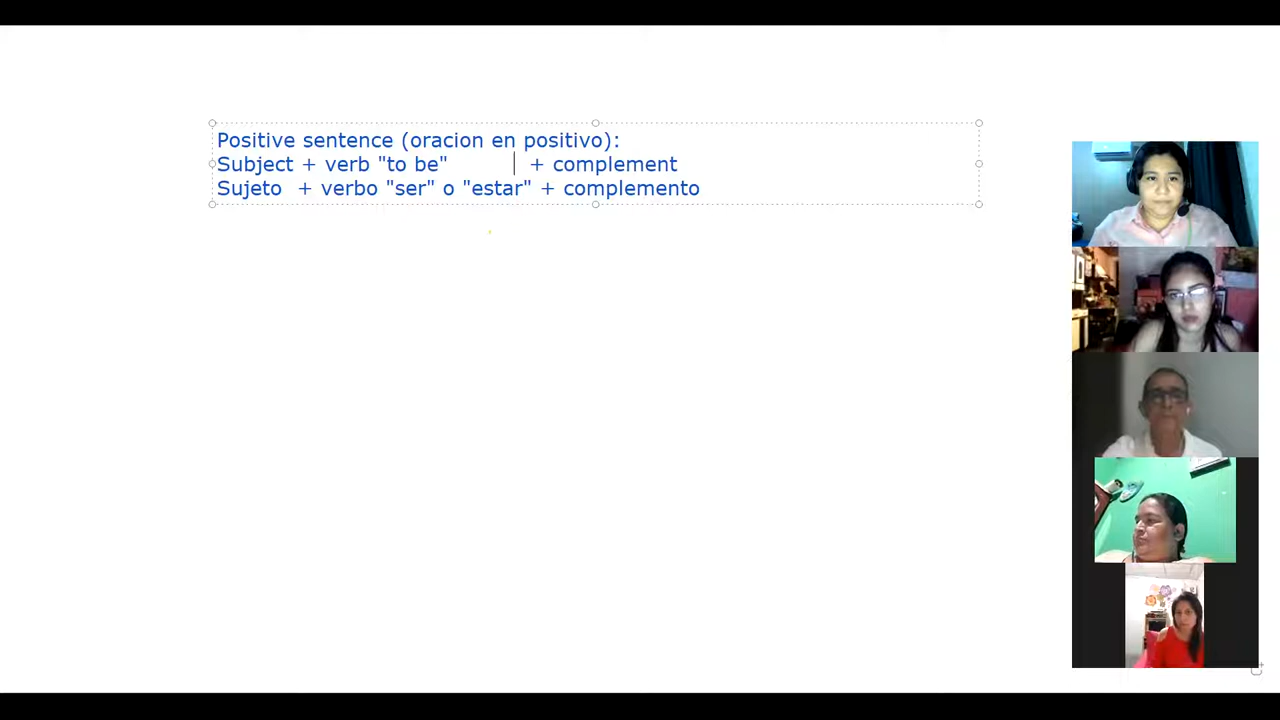 Positive sentence (oracion en positivo):
Subject + verb "to be" + complement
Sujeto + verbo "ser" o "estar" + complemento